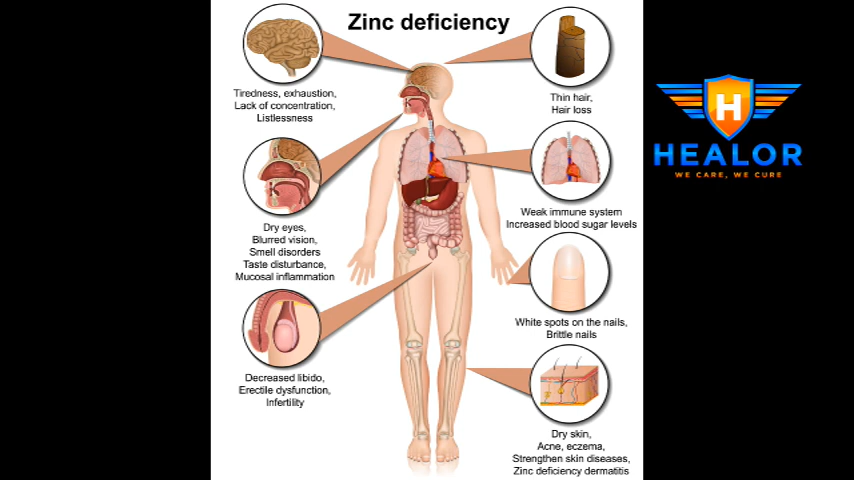 Zinc deficiency
Tiredness, exhaustion,
Lack of concentration,
Listlessness
Thin hair,
Hair loss
Dry eyes,
Blurred vision,
Smell disorders
Taste disturbance,
Mucosal inflammation
Weak immune system
Increased blood sugar levels
White spots on the nails,
Brittle nails
Decreased libido,
Erectile dysfunction,
Infertility
Dry skin,
Acne, eczema,
Strengthen skin diseases,
Zinc deficiency dermatitis
H
HEALOR
WE CARE, WE CURE